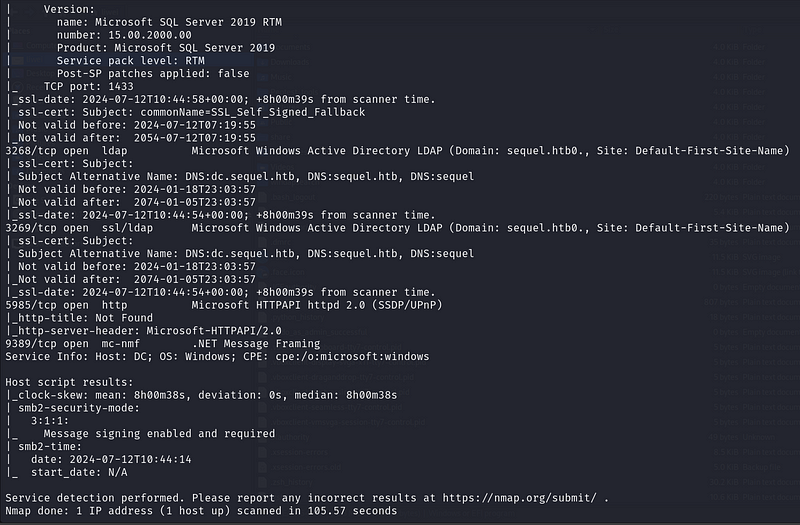 |     Version:
|       name: Microsoft SQL Server 2019 RTM
|       number: 15.00.2000.00
|       Product: Microsoft SQL Server 2019
|       Service pack level: RTM
|       Post-SP patches applied: false
|_    TCP port: 1433
|_ssl-date: 2024-07-12T10:44:58+00:00; +8h00m39s from scanner time.
| ssl-cert: Subject: commonName=SSL_Self_Signed_Fallback
| Not valid before: 2024-07-12T07:19:55
|_Not valid after:  2054-07-12T07:19:55
3268/tcp open  ldap          Microsoft Windows Active Directory LDAP (Domain: sequel.htb0., Site: Default-First-Site-Name)
| ssl-cert: Subject:
| Subject Alternative Name: DNS:dc.sequel.htb, DNS:sequel.htb, DNS:sequel
| Not valid before: 2024-01-18T23:03:57
|_Not valid after:  2074-01-05T23:03:57
|_ssl-date: 2024-07-12T10:44:54+00:00; +8h00m39s from scanner time.
3269/tcp open  ssl/ldap      Microsoft Windows Active Directory LDAP (Domain: sequel.htb0., Site: Default-First-Site-Name)
| ssl-cert: Subject:
| Subject Alternative Name: DNS:dc.sequel.htb, DNS:sequel.htb, DNS:sequel
| Not valid before: 2024-01-18T23:03:57
|_Not valid after:  2074-01-05T23:03:57
|_ssl-date: 2024-07-12T10:44:54+00:00; +8h00m39s from scanner time.
5985/tcp open  http          Microsoft HTTPAPI httpd 2.0 (SSDP/UPnP)
|_http-title: Not Found
|_http-server-header: Microsoft-HTTPAPI/2.0
9389/tcp open  mc-nmf        .NET Message Framing
Service Info: Host: DC; OS: Windows; CPE: cpe:/o:microsoft:windows

Host script results:
|_clock-skew: mean: 8h00m38s, deviation: 0s, median: 8h00m38s
| smb2-security-mode:
|   3:1:1:
|_    Message signing enabled and required
| smb2-time:
|   date: 2024-07-12T10:44:14
|_  start_date: N/A

Service detection performed. Please report any incorrect results at https://nmap.org/submit/ .
Nmap done: 1 IP address (1 host up) scanned in 105.57 seconds